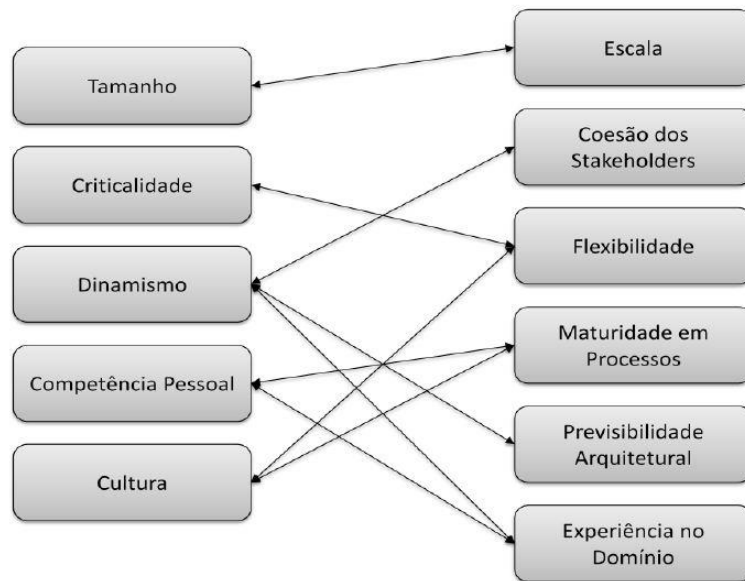 Tamanho
Criticalidade
Dinamismo
Competência Pessoal
Cultura
Escala
Coesão dos
Stakeholders
Flexibilidade
Maturidade em
Processos
Previsibilidade
Arquitetural
Experiência no
Domínio